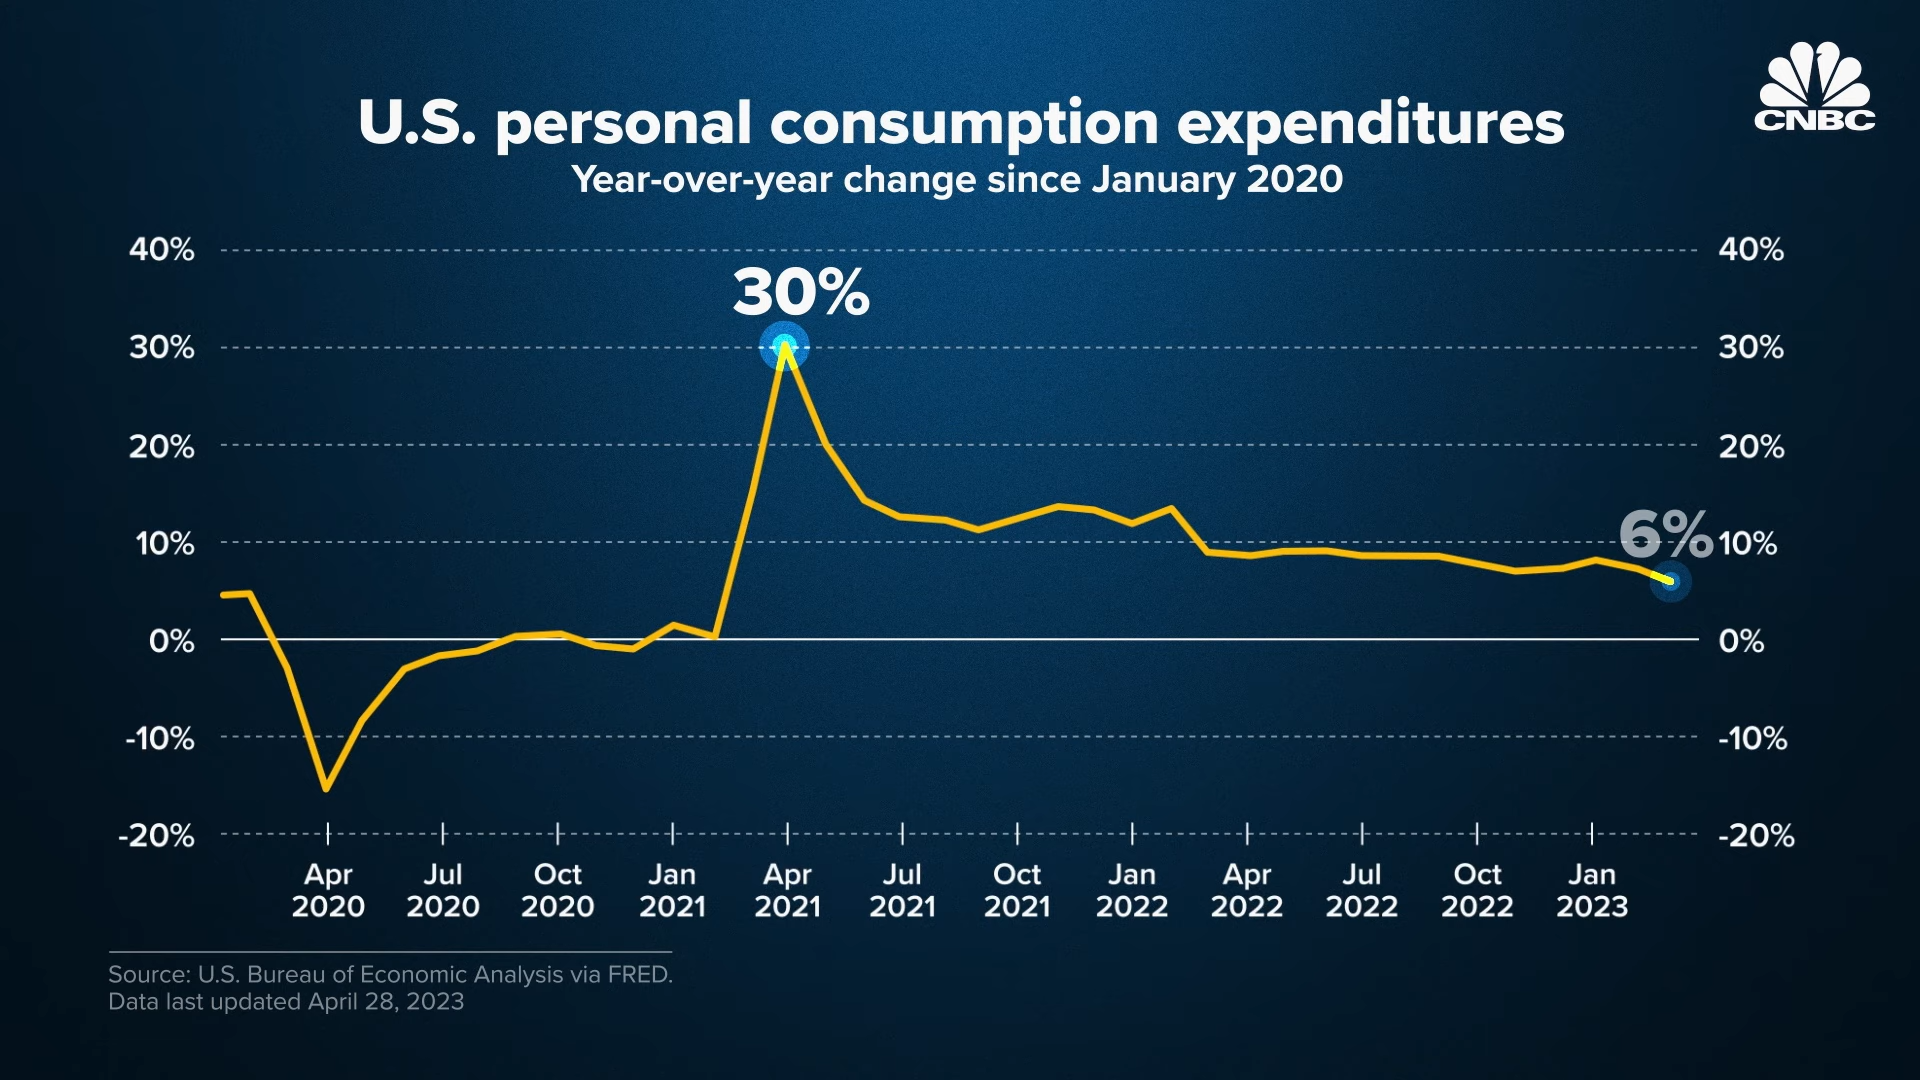 CNBC
U.S. personal consumption expenditures
Year-over-year change since January 2020
40% 40%
30%
30% 30%
20% 20%
6%
10% 10%
0% 0%
-10% -10%
-20% -20%
Apr Jul Oct Jan Apr Jul Oct Jan Apr Jul Oct Jan
2020 2020 2020 2021 2021 2021 2021 2022 2022 2022 2022 2023
Source: U.S. Bureau of Economic Analysis via FRED.
Data last updated April 28, 2023